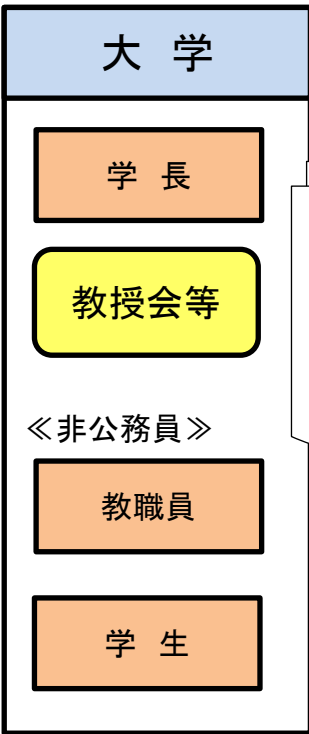 大 学
学 長
教授会等
≪非公務員≫
教職員
学 生